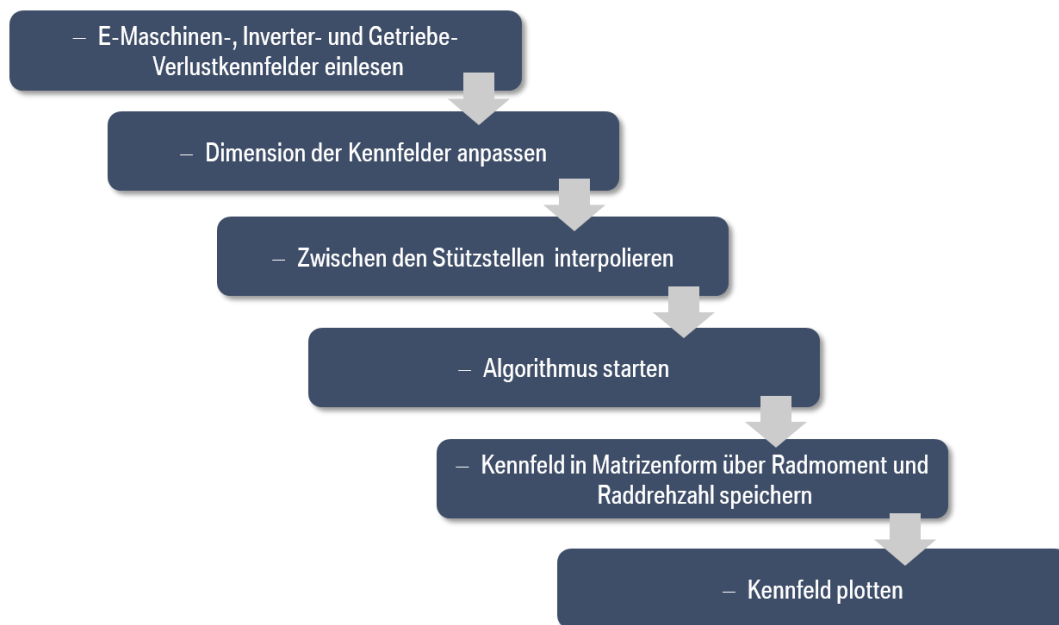 – E-Maschinen-, Inverter- und Getriebe-
Verlustkennfelder einlesen
– Dimension der Kennfelder anpassen
– Zwischen den Stützstellen interpolieren
– Algorithmus starten
– Kennfeld in Matrizenform über Radmoment und
Raddrehzahl speichern
– Kennfeld plotten